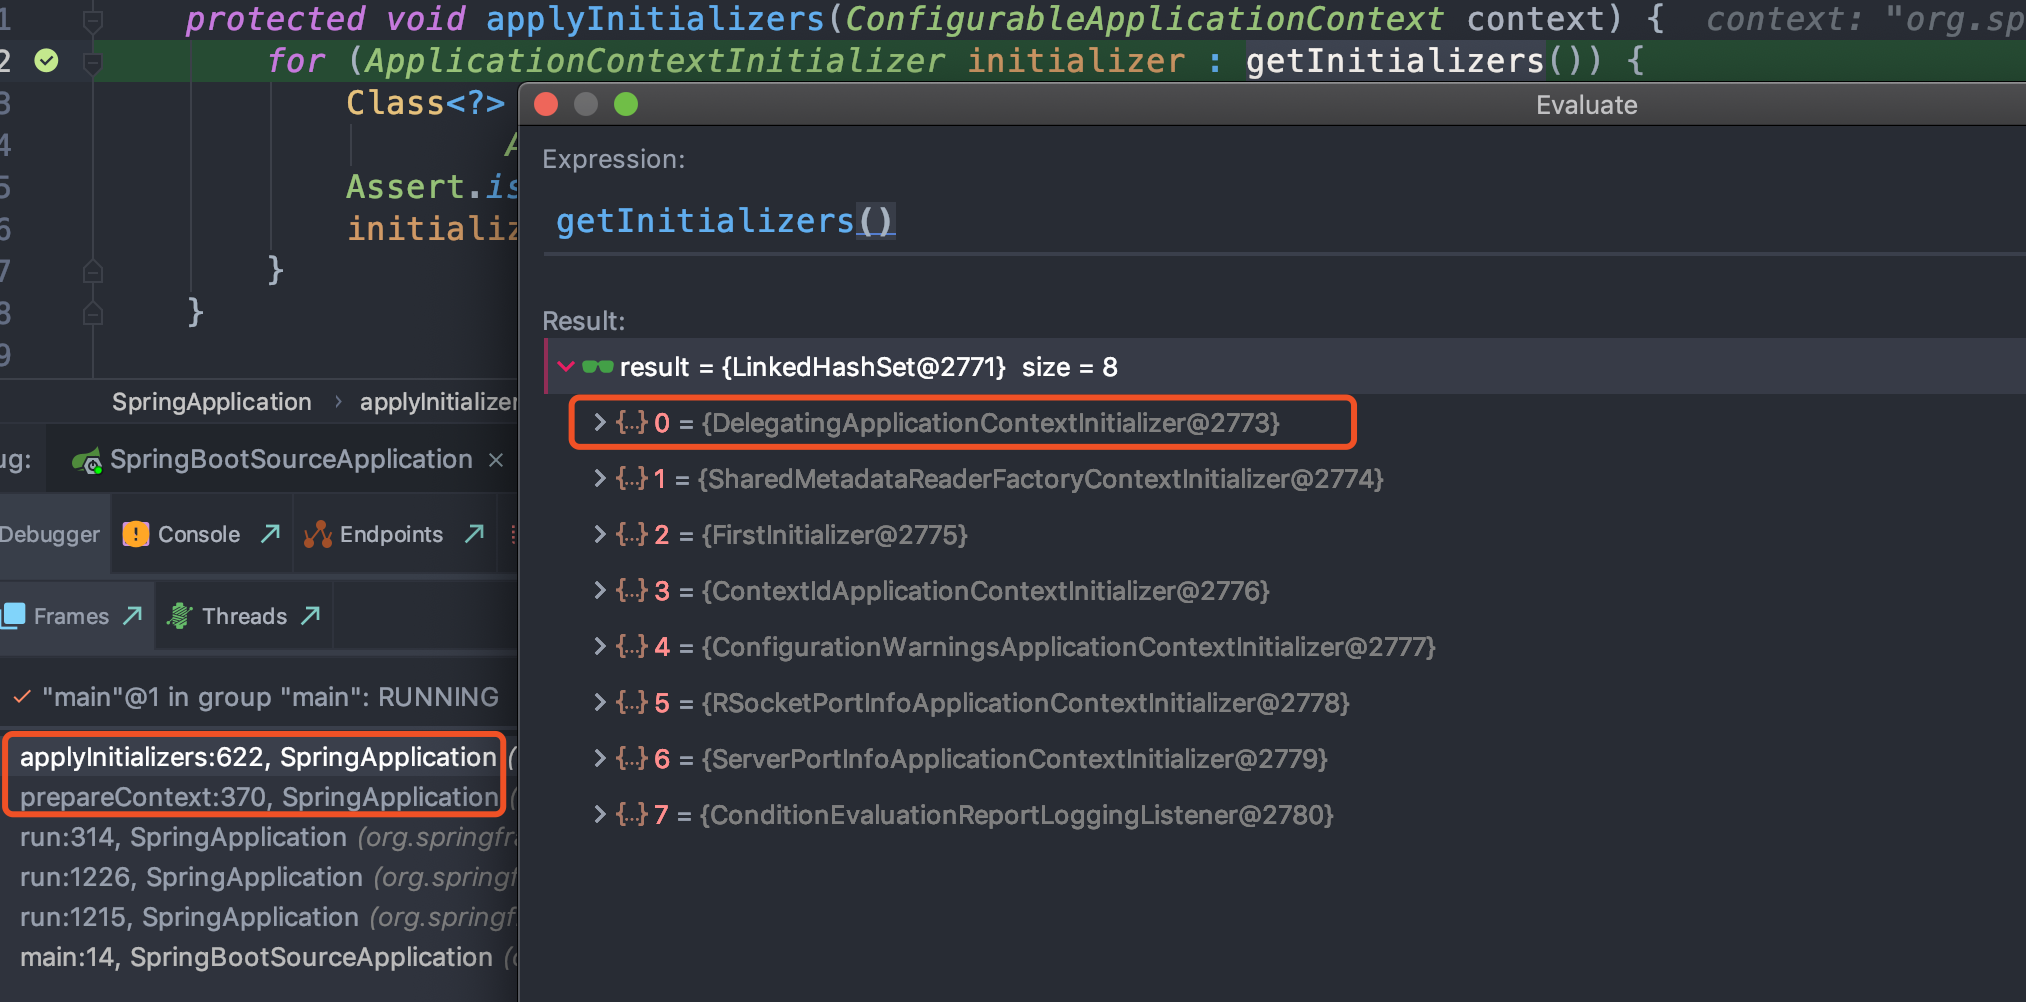 1 protected void applyInitializers(ConfigurableApplicationContext context) { context: "org.sp
2 for (ApplicationContextInitializer initializer : getInitializers()) {
3 Class<?>
4
5 Assert.is
6 initializ
7 }
8 }
9
Evaluate
Expression:
getInitializers()
Result:
result = {LinkedHashSet@2771} size = 8
{...} 0 = {DelegatingApplicationContextInitializer@2773}
{...} 1 = {SharedMetadataReaderFactoryContextInitializer@2774}
{...} 2 = {FirstInitializer@2775}
{...} 3 = {ContextIdApplicationContextInitializer@2776}
{...} 4 = {ConfigurationWarningsApplicationContextInitializer@2777}
{...} 5 = {RSocketPortInfoApplicationContextInitializer@2778}
{...} 6 = {ServerPortInfoApplicationContextInitializer@2779}
{...} 7 = {ConditionEvaluationReportLoggingListener@2780}
SpringApplication › applyInitializer
ug: SpringBootSourceApplication ×
Debugger Console Endpoints
Frames Threads
"main"@1 in group "main": RUNNING
applyInitializers:622, SpringApplication (
prepareContext:370, SpringApplication (
run:314, SpringApplication (org.springfra
run:1226, SpringApplication (org.springf
run:1215, SpringApplication (org.springf
main:14, SpringBootSourceApplication (